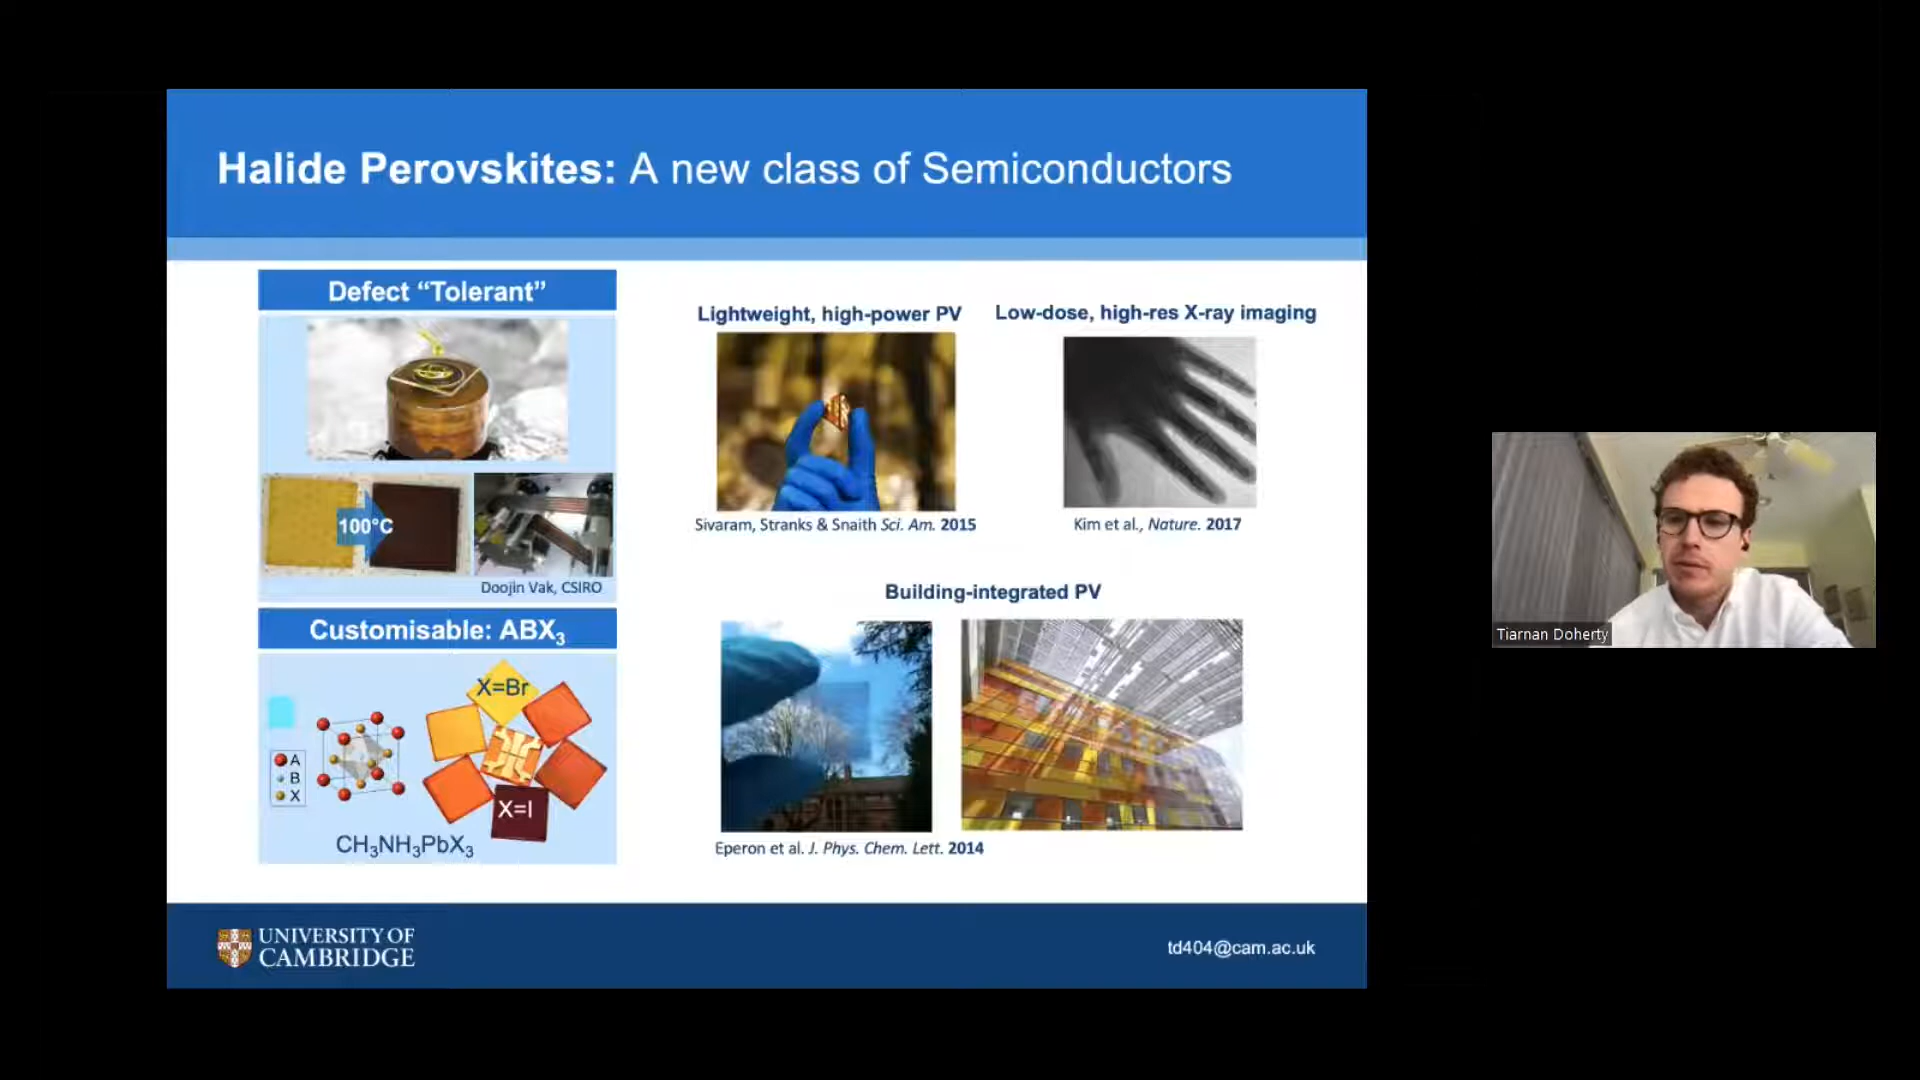 Halide Perovskites: A new class of Semiconductors
Defect “Tolerant”
100°C
Doojin Vak, CSIRO
Customisable: ABX₃
X=Br
A
B
X
X=I
CH₃NH₃PbX₃
Lightweight, high-power PV
Sivaram, Stranks & Snaith Sci. Am. 2015
Low-dose, high-res X-ray imaging
Kim et al., Nature. 2017
Building-integrated PV
Eperon et al. J. Phys. Chem. Lett. 2014
UNIVERSITY OF
CAMBRIDGE
td404@cam.ac.uk
Tiarnan Doherty